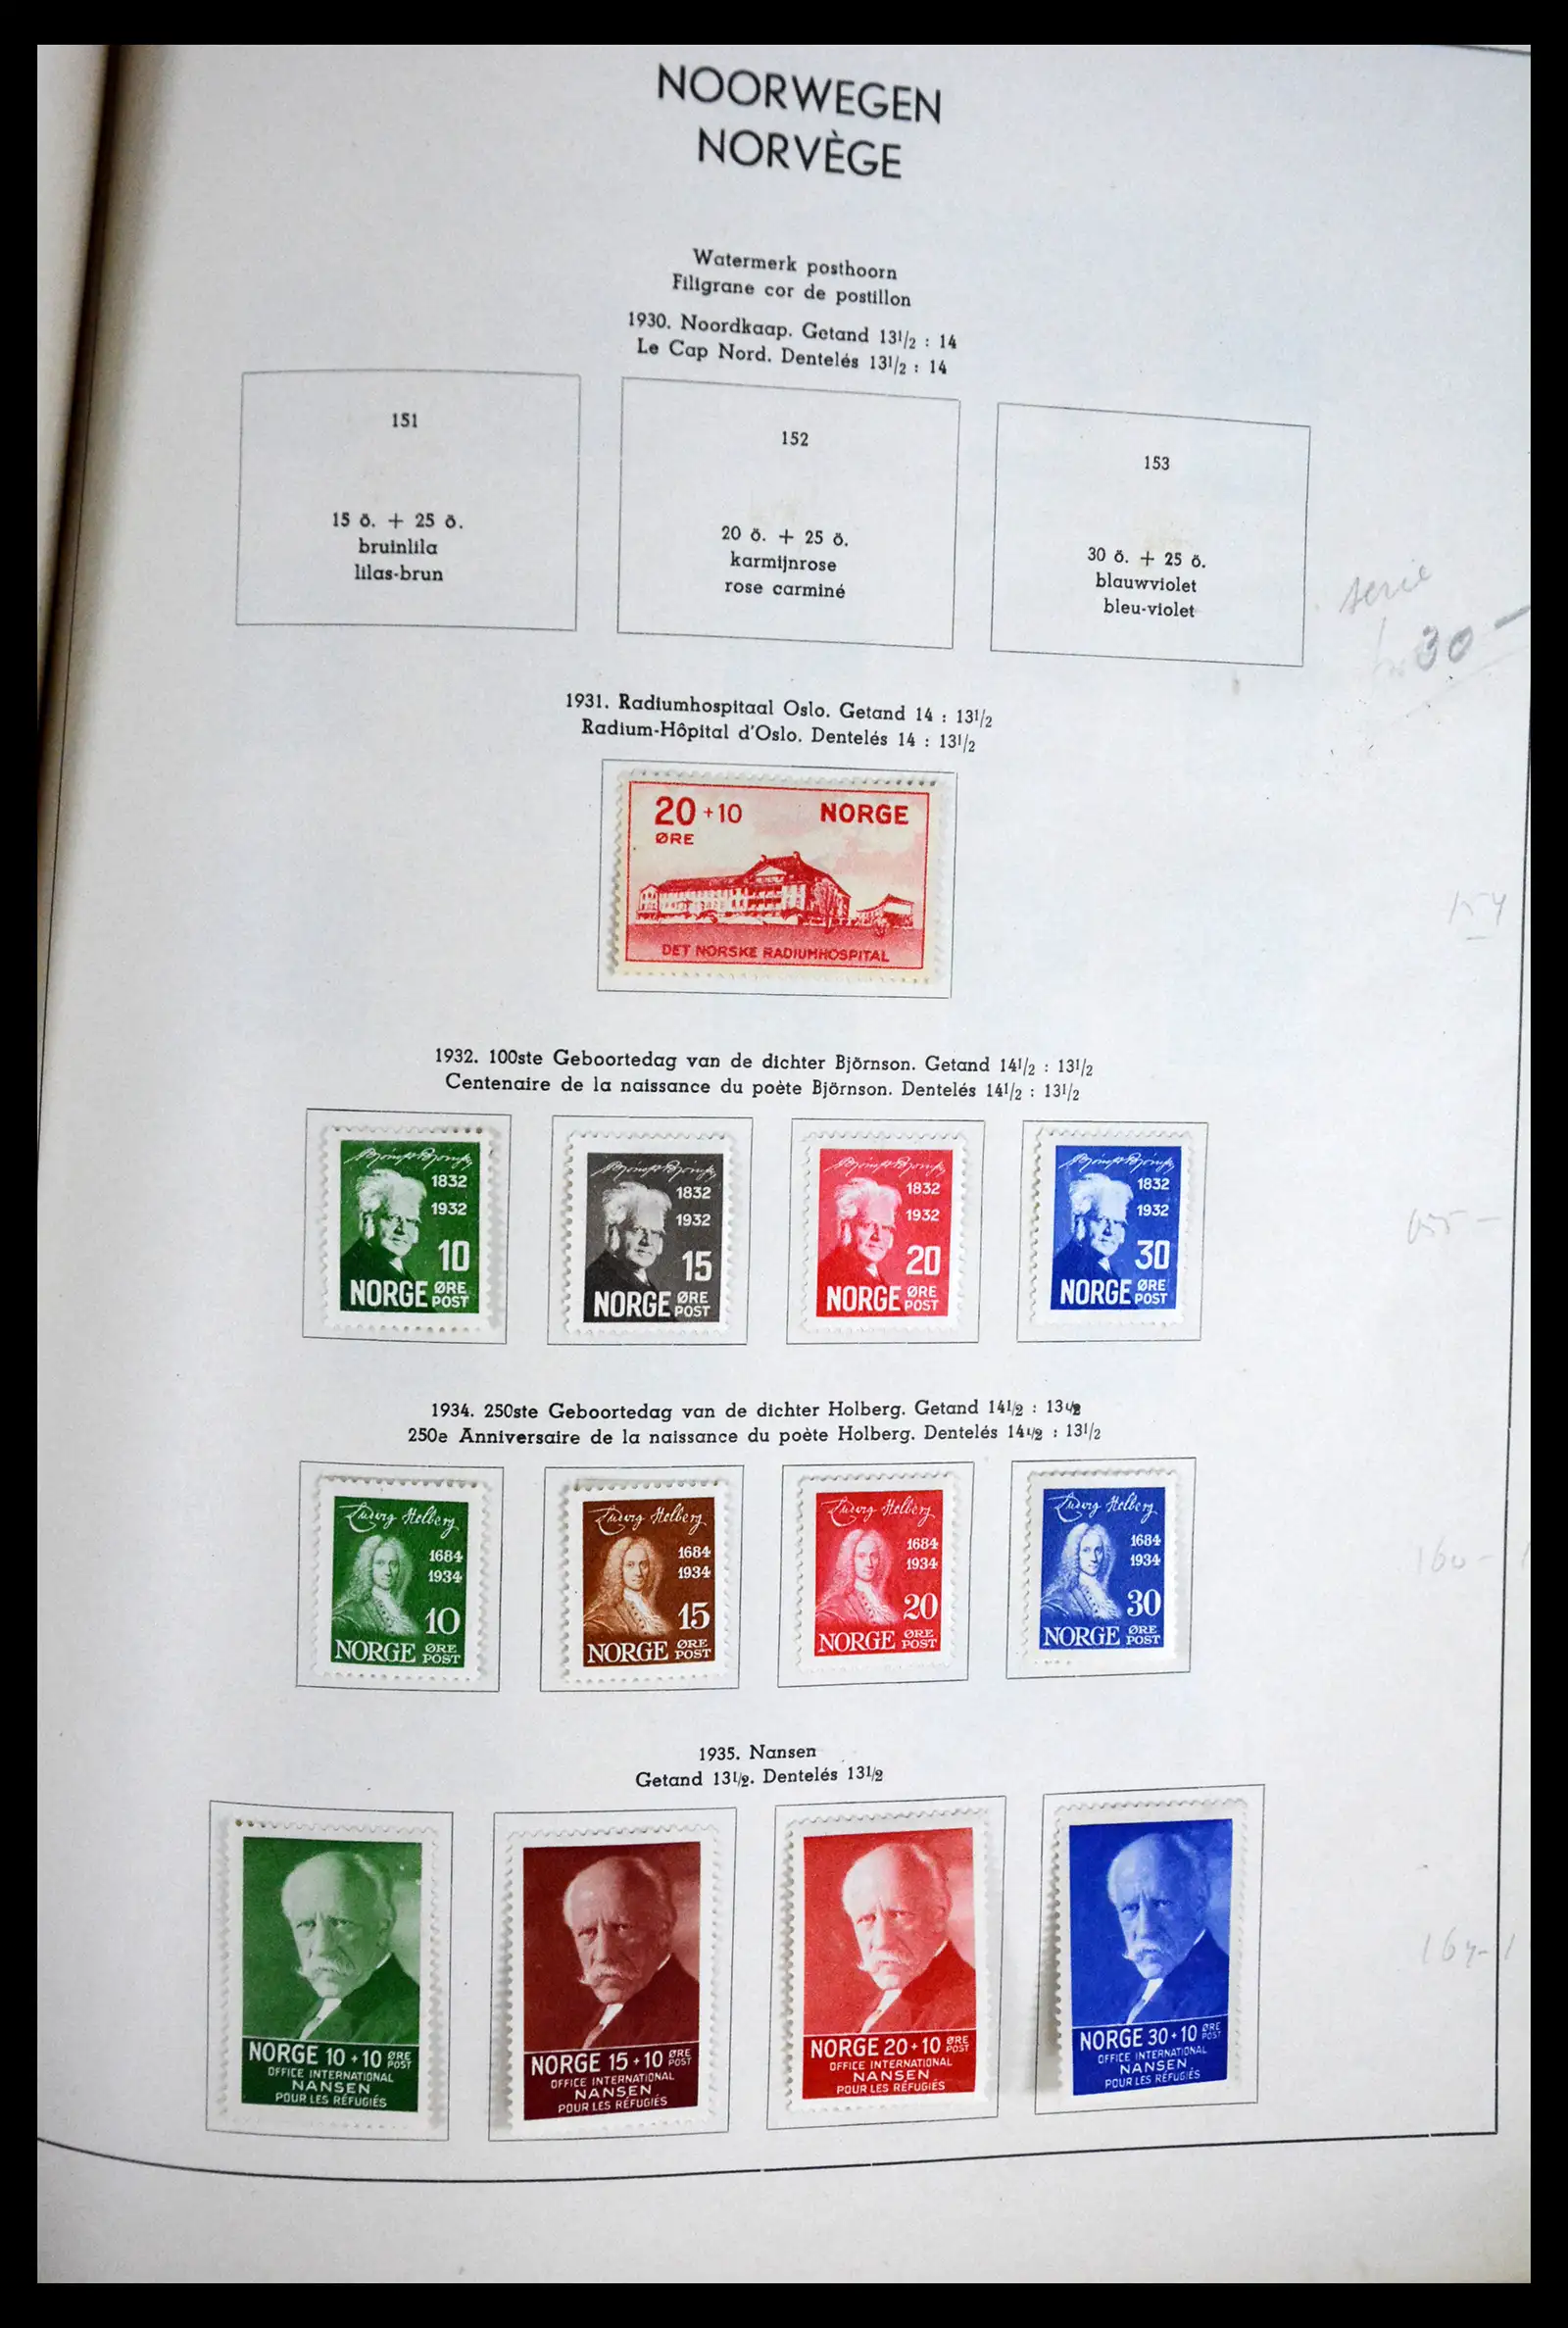 NOORWEGEN
NORVÈGE
Watermerk posthoorn
Filigrane cor de postillon
1930. Noordkaap. Getand 13½ : 14
Le Cap Nord. Dentelés 13½ : 14
151
15 ö. + 25 ö.
bruinlila
lilas-brun
152
20 ö. + 25 ö.
karmijnrose
rose carminé
153
30 ö. + 25 ö.
blauwviolet
bleu-violet
serie
30 -
1931. Radiumhospitaal Oslo. Getand 14 : 13½
Radium-Hôpital d'Oslo. Dentelés 14 : 13½
20 +10 NORGE
ØRE
DET NORSKE RADIUMHOSPITAL
154
1932. 100ste Geboortedag van de dichter Björnson. Getand 14½ : 13½
Centenaire de la naissance du poète Björnson. Dentelés 14½ : 13½
1832
1932
10
NORGE ØRE POST
1832
1932
15
NORGE ØRE POST
1832
1932
20
NORGE ØRE POST
1832
1932
30
NORGE ØRE POST
1934. 250ste Geboortedag van de dichter Holberg. Getand 14½ : 13½
250e Anniversaire de la naissance du poète Holberg. Dentelés 14½ : 13½
Ludvig Holberg
1684
1934
10
NORGE ØRE POST
Ludvig Holberg
1684
1934
15
NORGE ØRE POST
Ludvig Holberg
1684
1934
20
NORGE ØRE POST
Ludvig Holberg
1684
1934
30
NORGE ØRE POST
160-1
1935. Nansen
Getand 13½. Dentelés 13½
NORGE 10+10 ØRE POST
OFFICE INTERNATIONAL
NANSEN
POUR LES RÉFUGIÉS
NORGE 15+10 ØRE POST
OFFICE INTERNATIONAL
NANSEN
POUR LES RÉFUGIÉS
NORGE 20+10 ØRE POST
OFFICE INTERNATIONAL
NANSEN
POUR LES RÉFUGIÉS
NORGE 30+10 ØRE POST
OFFICE INTERNATIONAL
NANSEN
POUR LES RÉFUGIÉS
164-1